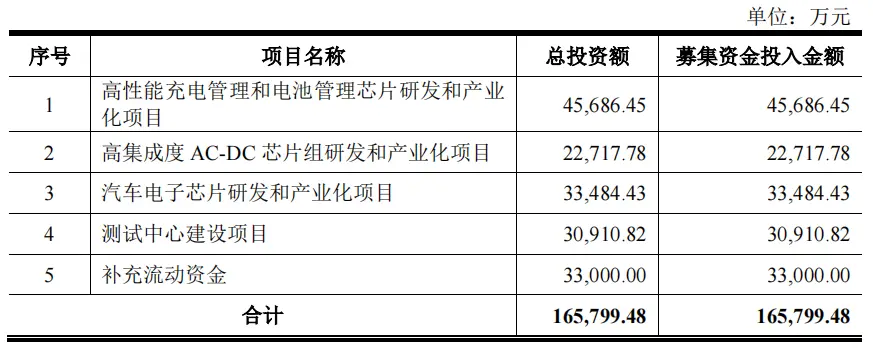 单位：万元
序号 项目名称 总投资额 募集资金投入金额
1 高性能充电管理和电池管理芯片研发和产业
化项目 45,686.45 45,686.45
2 高集成度 AC-DC 芯片组研发和产业化项目 22,717.78 22,717.78
3 汽车电子芯片研发和产业化项目 33,484.43 33,484.43
4 测试中心建设项目 30,910.82 30,910.82
5 补充流动资金 33,000.00 33,000.00
合计 165,799.48 165,799.48